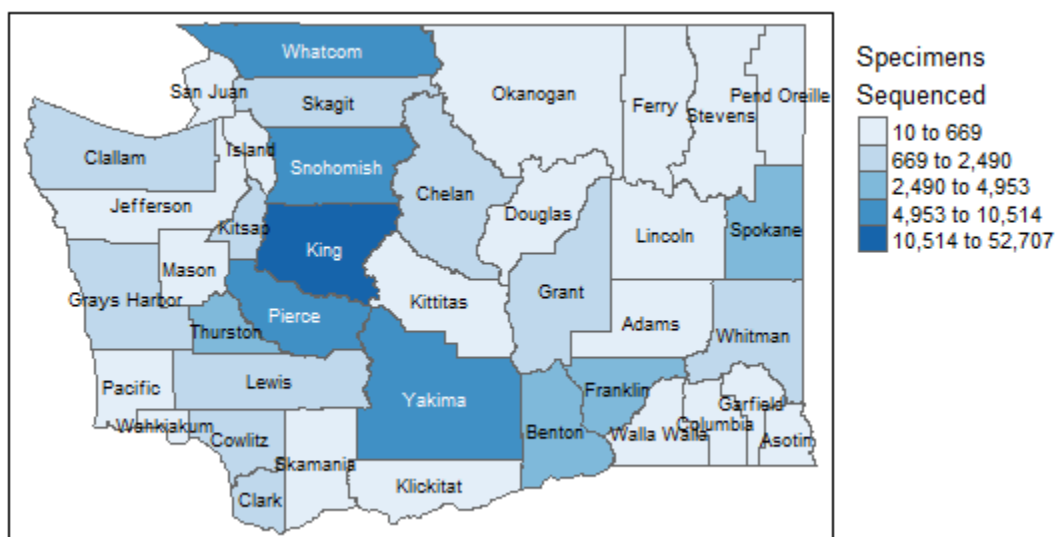 Whatcom
San Juan
Skagit
Okanogan
Ferry
Stevens
Pend Oreille
Clallam
Island
Snohomish
Chelan
Jefferson
Kitsap
Douglas
Lincoln
Spokane
King
Mason
Grays Harbor
Kittitas
Grant
Adams
Whitman
Pierce
Thurston
Pacific
Lewis
Yakima
Franklin
Garfield
Wahkiakum
Cowlitz
Benton
Walla Walla
Columbia
Asotin
Skamania
Klickitat
Clark
Specimens
Sequenced
10 to 669
669 to 2,490
2,490 to 4,953
4,953 to 10,514
10,514 to 52,707